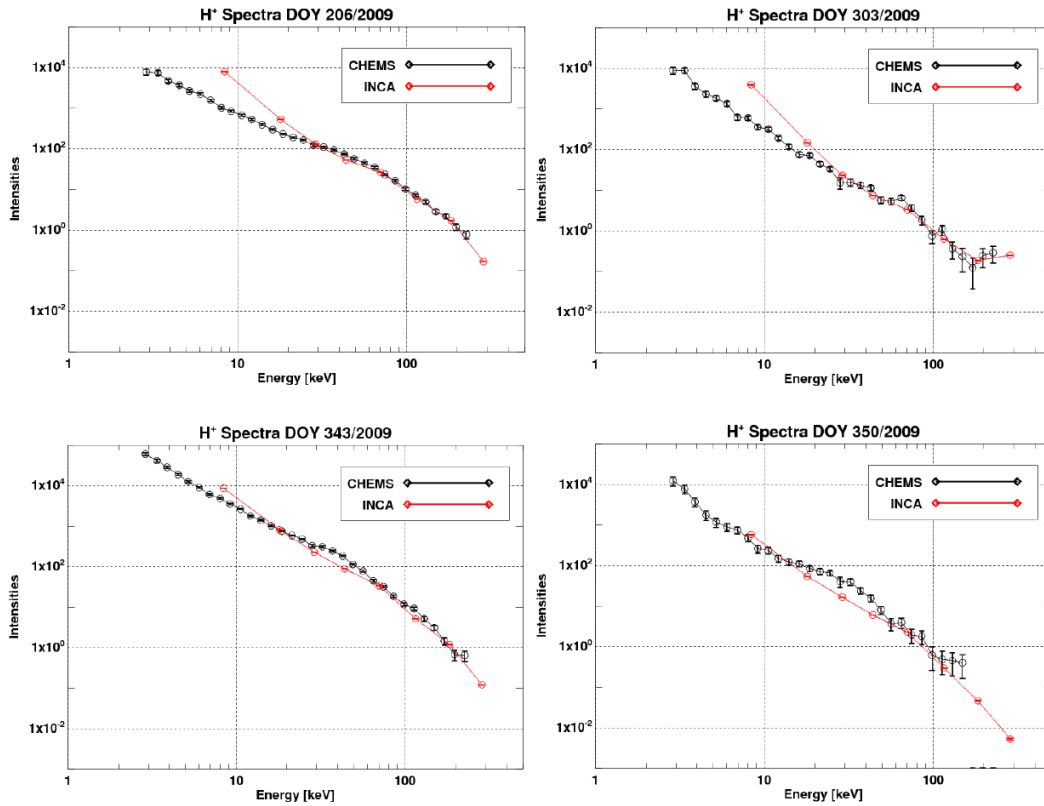 H⁺ Spectra DOY 206/2009
CHEMS
INCA
Intensities
1x10⁴
1x10²
1x10⁰
1x10⁻²
1
10
100
Energy [keV]
H⁺ Spectra DOY 303/2009
CHEMS
INCA
Intensities
1x10⁴
1x10²
1x10⁰
1x10⁻²
1
10
100
Energy [keV]
H⁺ Spectra DOY 343/2009
CHEMS
INCA
Intensities
1x10⁴
1x10²
1x10⁰
1x10⁻²
1
10
100
Energy [keV]
H⁺ Spectra DOY 350/2009
CHEMS
INCA
Intensities
1x10⁴
1x10²
1x10⁰
1x10⁻²
1
10
100
Energy [keV]